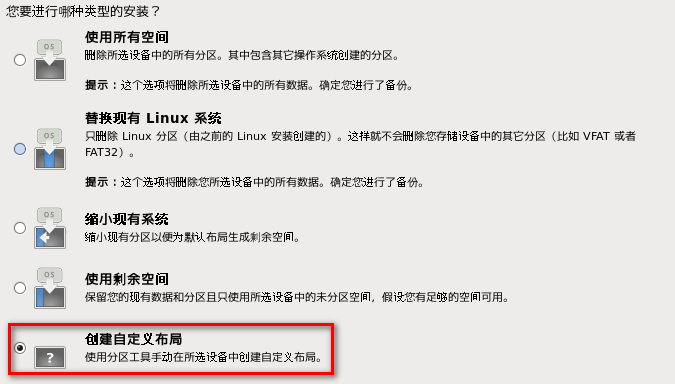 您要进行哪种类型的安装？
OS
使用所有空间
删除所选设备中的所有分区。其中包含其它操作系统创建的分区。
提示：这个选项将删除所选设备中的所有数据。确定您进行了备份。
OS
替换现有 Linux 系统
只删除 Linux 分区（由之前的 Linux 安装创建的）。这样就不会删除您存储设备中的其它分区（比如 VFAT 或者
FAT32）。
提示：这个选项将删除您所选设备中的所有数据。确定您进行了备份。
OS
缩小现有系统
缩小现有分区以便为默认布局生成剩余空间。
OS
使用剩余空间
保留您的现有数据和分区且只使用所选设备中的未分区空间，假设您有足够的空间可用。
?
创建自定义布局
使用分区工具手动在所选设备中创建自定义布局。